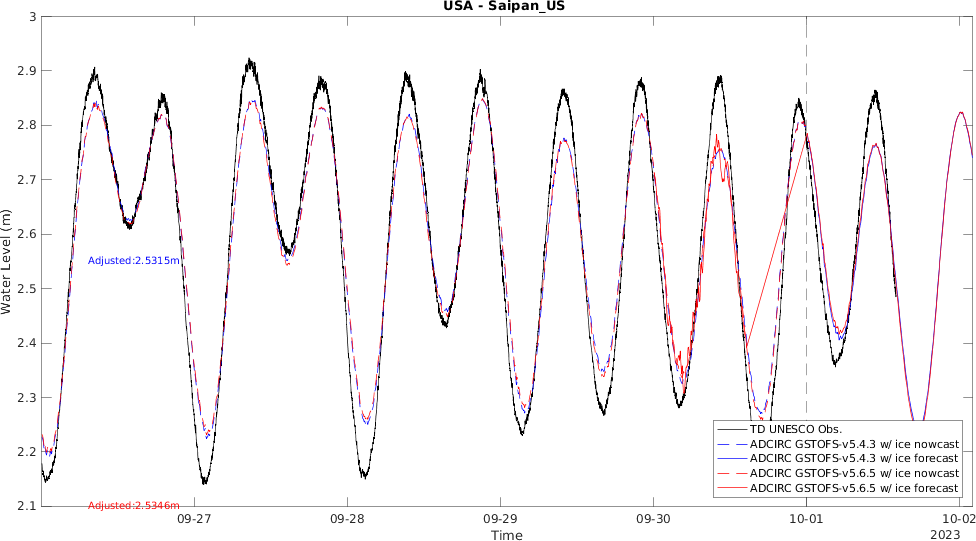 USA - Saipan_US
3
2.9
2.8
2.7
2.6
2.5
2.4
2.3
2.2
2.1
Water Level (m)
Adjusted:2.5315m
Adjusted:2.5346m
TD UNESCO Obs.
ADCIRC GSTOFS-v5.4.3 w/ ice nowcast
ADCIRC GSTOFS-v5.4.3 w/ ice forecast
ADCIRC GSTOFS-v5.6.5 w/ ice nowcast
ADCIRC GSTOFS-v5.6.5 w/ ice forecast
09-27 09-28 09-29 09-30 10-01 10-02
Time
2023